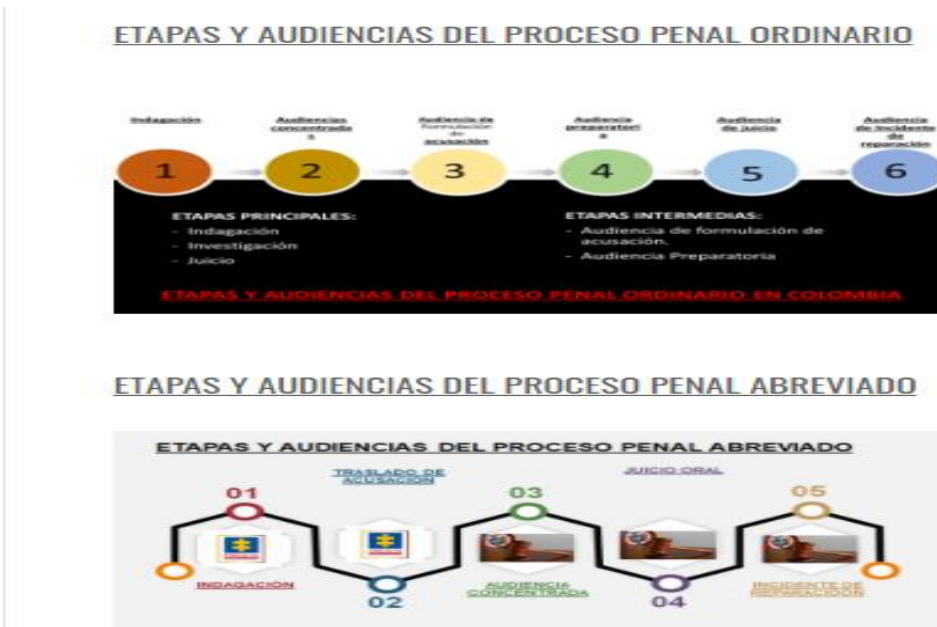 ETAPAS Y AUDIENCIAS DEL PROCESO PENAL ORDINARIO
Indagación
Audiencias
concentrada
s
Audiencia de
Formulación
de
acusación
Audiencia
preparatori
a
Audiencia
de juicio
Audiencia
de Incidente
de
reparación
1
2
3
4
5
6
ETAPAS PRINCIPALES:
- Indagación
- Investigación
- Juicio
ETAPAS INTERMEDIAS:
- Audiencia de formulación de
acusación.
- Audiencia Preparatoria
ETAPAS Y AUDIENCIAS DEL PROCESO PENAL ORDINARIO EN COLOMBIA
ETAPAS Y AUDIENCIAS DEL PROCESO PENAL ABREVIADO
ETAPAS Y AUDIENCIAS DEL PROCESO PENAL ABREVIADO
01
INDAGACIÓN
TRASLADO DE
ACUSACIÓN
02
03
AUDIENCIA
CONCENTRADA
JUICIO ORAL
04
05
INCIDENTE DE
REPARACIOON